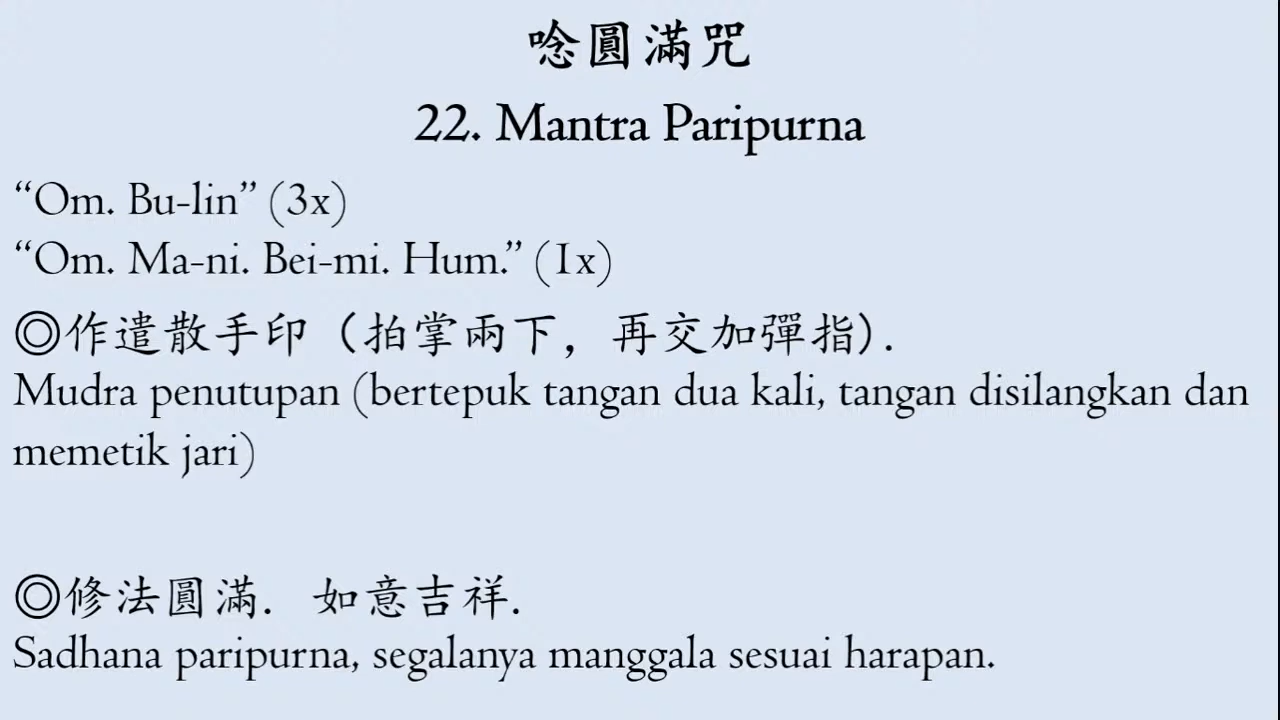 唸圓滿咒
22. Mantra Paripurna
“Om. Bu-lin” (3x)
“Om. Ma-ni. Bei-mi. Hum.” (1x)
◎作遣散手印（拍掌兩下，再交加彈指）.
Mudra penutupan (bertepuk tangan dua kali, tangan disilangkan dan
memetik jari)
◎修法圓滿. 如意吉祥.
Sadhana paripurna, segalanya manggala sesuai harapan.